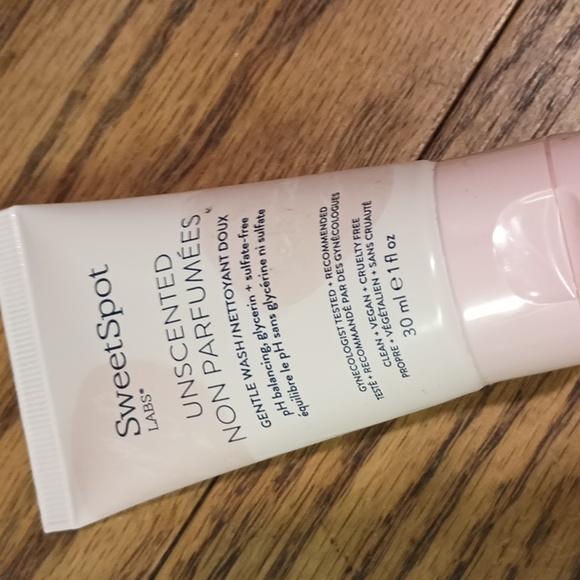 SweetSpot
LABS®
UNSCENTED
NON PARFUMÉES
GENTLE WASH/NETTOYANT DOUX
pH balancing, glycerin + sulfate-free
équilibre le pH sans glycérine ni sulfate
GYNECOLOGIST TESTED + RECOMMENDED
TESTÉ + RECOMMANDÉ PAR DES GYNÉCOLOGUES
CLEAN + VEGAN + CRUELTY FREE
PROPRE + VÉGÉTALIEN + SANS CRUAUTÉ
30 ml e 1 fl oz